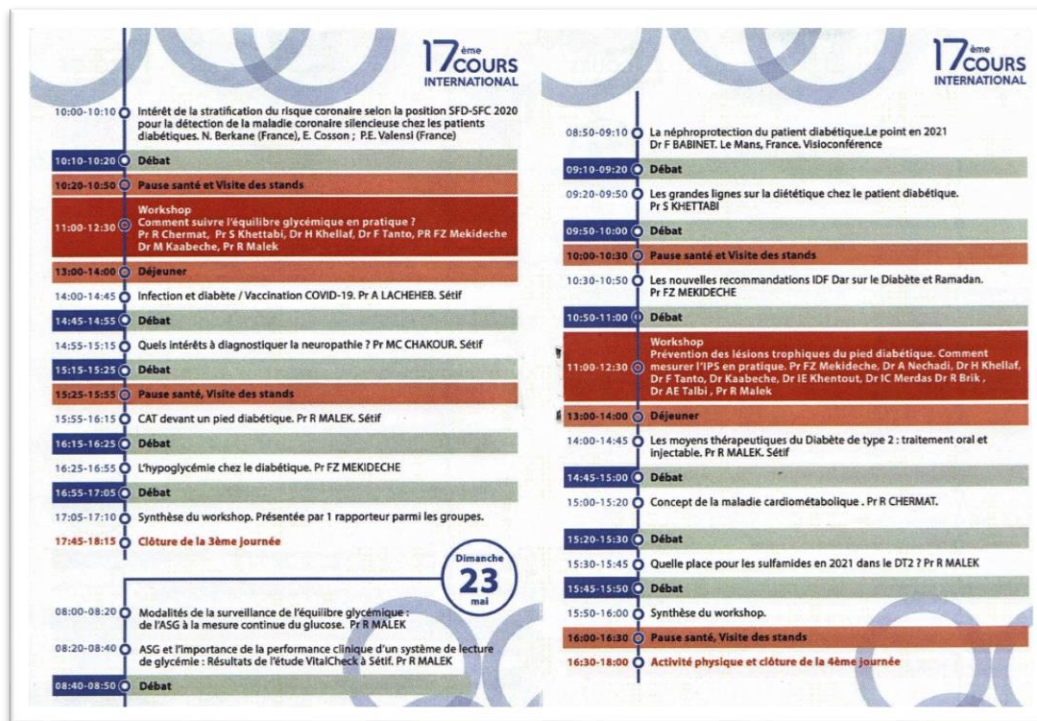 17ème
COURS
INTERNATIONAL
10:00-10:10 Intérêt de la stratification du risque coronaire selon la position SFD-SFC 2020
pour la détection de la maladie coronaire silencieuse chez les patients
diabétiques. N. Berkane (France), E. Cosson ; P.E. Valensi (France)
10:10-10:20 Débat
10:20-10:50 Pause santé et Visite des stands
Workshop
11:00-12:30 Comment suivre l'équilibre glycémique en pratique ?
Pr R Chermat, Pr S Khettabi, Dr H Khellaf, Dr F Tanto, PR FZ Mekideche
Dr M Kaabeche, Pr R Malek
13:00-14:00 Déjeuner
14:00-14:45 Infection et diabète / Vaccination COVID-19. Pr A LACHEHEB. Sétif
14:45-14:55 Débat
14:55-15:15 Quels intérêts à diagnostiquer la neuropathie ? Pr MC CHAKOUR. Sétif
15:15-15:25 Débat
15:25-15:55 Pause santé, Visite des stands
15:55-16:15 CAT devant un pied diabétique. Pr R MALEK. Sétif
16:15-16:25 Débat
16:25-16:55 L'hypoglycémie chez le diabétique. Pr FZ MEKIDECHE
16:55-17:05 Débat
17:05-17:10 Synthèse du workshop. Présentée par 1 rapporteur parmi les groupes.
17:45-18:15 Clôture de la 3ème journée
Dimanche
23
mai
08:00-08:20 Modalités de la surveillance de l'équilibre glycémique :
de l'ASG à la mesure continue du glucose. Pr R MALEK
08:20-08:40 ASG et l'importance de la performance clinique d'un système de lecture
de glycémie : Résultats de l'étude VitalCheck à Sétif. Pr R MALEK
08:40-08:50 Débat
17ème
COURS
INTERNATIONAL
08:50-09:10 La néphroprotection du patient diabétique.Le point en 2021
Dr F BABINET. Le Mans, France. Visioconférence
09:10-09:20 Débat
09:20-09:50 Les grandes lignes sur la diététique chez le patient diabétique.
Pr S KHETTABI
09:50-10:00 Débat
10:00-10:30 Pause santé et Visite des stands
10:30-10:50 Les nouvelles recommandations IDF Dar sur le Diabète et Ramadan.
Pr FZ MEKIDECHE
10:50-11:00 Débat
Workshop
Prévention des lésions trophiques du pied diabétique. Comment
11:00-12:30 mesurer l'IPS en pratique. Pr FZ Mekideche, Dr A Nechadi, Dr H Khellaf,
Dr F Tanto, Dr Kaabeche, Dr IE Khentout, Dr IC Merdas Dr R Brik ,
Dr AE Talbi , Pr R Malek
13:00-14:00 Déjeuner
14:00-14:45 Les moyens thérapeutiques du Diabète de type 2 : traitement oral et
injectable. Pr R MALEK. Sétif
14:45-15:00 Débat
15:00-15:20 Concept de la maladie cardiométabolique . Pr R CHERMAT.
15:20-15:30 Débat
15:30-15:45 Quelle place pour les sulfamides en 2021 dans le DT2 ? Pr R MALEK
15:45-15:50 Débat
15:50-16:00 Synthèse du workshop.
16:00-16:30 Pause santé, Visite des stands
16:30-18:00 Activité physique et clôture de la 4ème journée